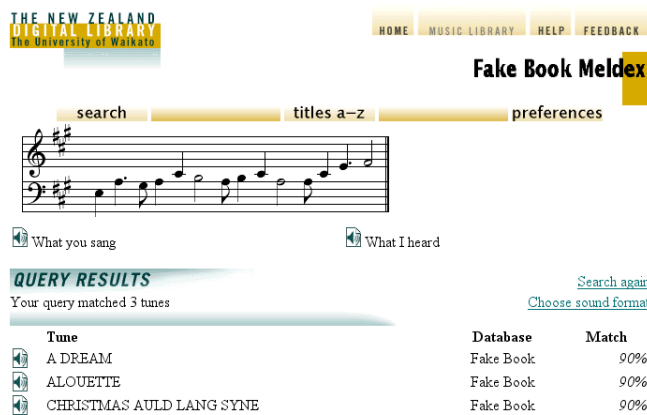 THE NEW ZEALAND
DIGITAL LIBRARY
The University of Waikato
HOME MUSIC LIBRARY HELP FEEDBACK
Fake Book Meldex
search titles a–z preferences
What you sang What I heard
QUERY RESULTS
Search again
Your query matched 3 tunes Choose sound format
Tune Database Match
A DREAM Fake Book 90%
ALOUETTE Fake Book 90%
CHRISTMAS AULD LANG SYNE Fake Book 90%